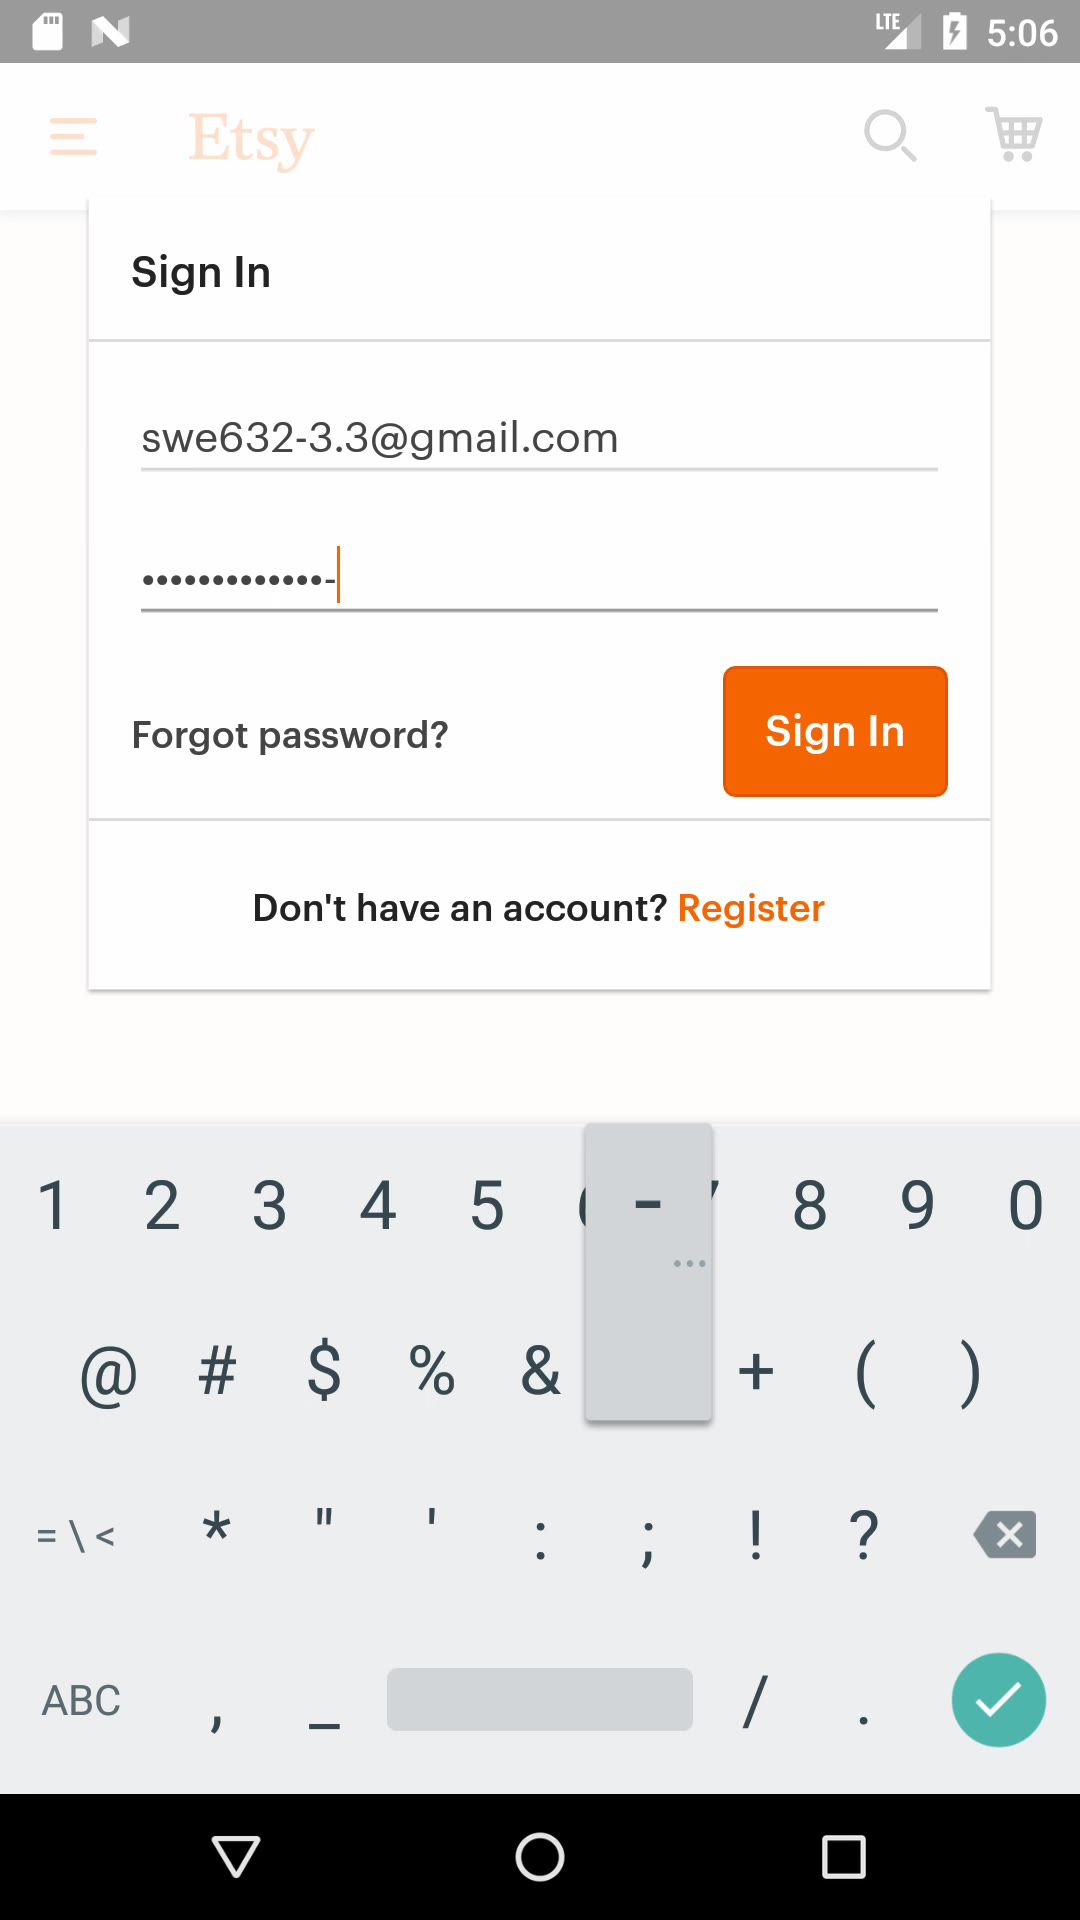 LTE 5:06
Etsy
Sign In
swe632-3.3@gmail.com
•••••••••••••-
Forgot password?
Sign In
Don't have an account? Register
1 2 3 4 5 - 8 9 0
...
@ # $ % & + ( )
= \ < * " ' : ; ! ?
ABC , _ / .